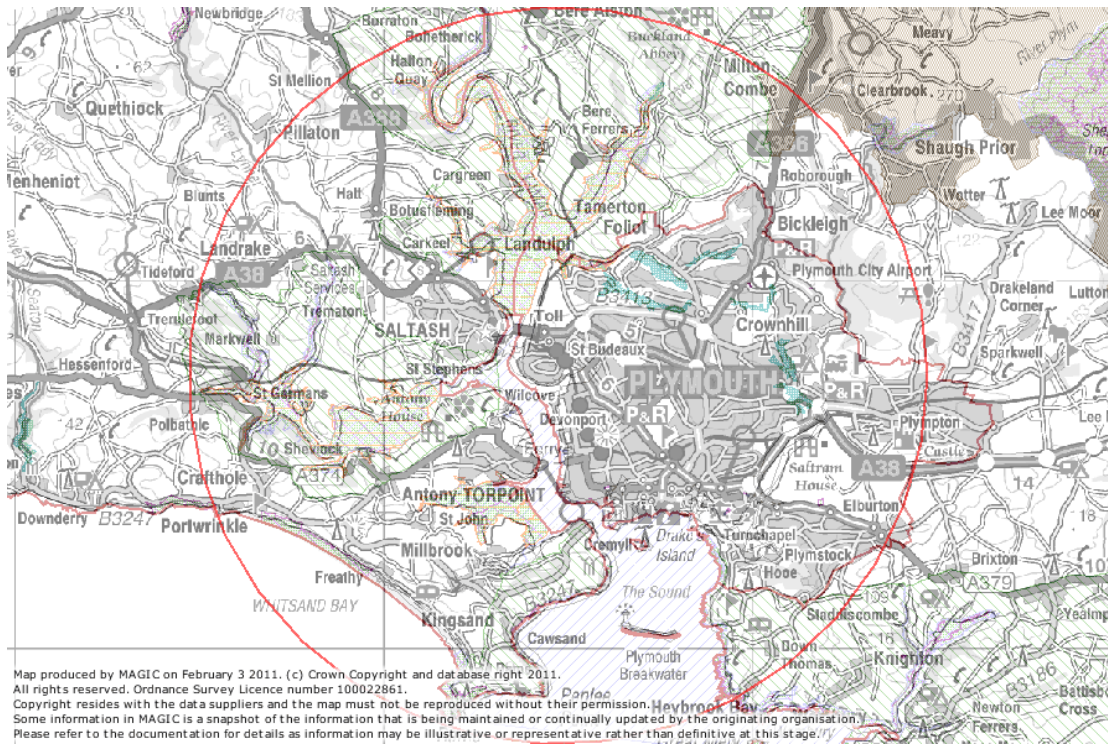 Newbridge
Burraton
Bere Alston
Bohetherick
Buckland
Abbey
Meavy
River Plym
Halton
Quay
Milton
Combe
St Mellion
Clearbrook
270
Quethiock
A388
Bere
Ferrers
Pillaton
A386
Shaugh Prior
Menheniot
Cargreen
Roborough
Blunts
Hatt
Wotter
Botusfleming
Tamerton
Foliot
Bickleigh
Lee Moor
Landrake
Carkeel
Landulph
P&R
122
Tideford
A38
Saltash
Services
Plymouth City Airport
Drakeland
Corner
Lutton
Seaton
Trematon
B3413
Trerulefoot
SALTASH
Toll
Crownhill
B3417
Markwell
St Budeaux
Sparkwell
Hessenford
St Stephens
PLYMOUTH
St Germans
Antony
House
Wilcove
P&R
P&R
Devonport
42
Polbathic
Plympton
Sheviock
Castle
A374
Saltram
House
A38
Crafthole
14
Antony
TORPOINT
Downderry
B3247
Portwrinkle
St John
Elburton
18
Millbrook
Cremyll
Drake's
Island
Turnchapel
Plymstock
Brixton
Hooe
Freathy
B3247
A379
WHITSAND BAY
The Sound
109
Staddiscombe
Yealmp
Kingsand
Cawsand
Plymouth
Breakwater
Down
Thomas
16
Knighton
B3186
Penlee
Heybrook Bay
Newton
Ferrers
Battisbo
Cross
Map produced by MAGIC on February 3 2011. (c) Crown Copyright and database right 2011.
All rights reserved. Ordnance Survey Licence number 100022861.
Copyright resides with the data suppliers and the map must not be reproduced without their permission.
Some information in MAGIC is a snapshot of the information that is being maintained or continually updated by the originating organisation.
Please refer to the documentation for details as information may be illustrative or representative rather than definitive at this stage.